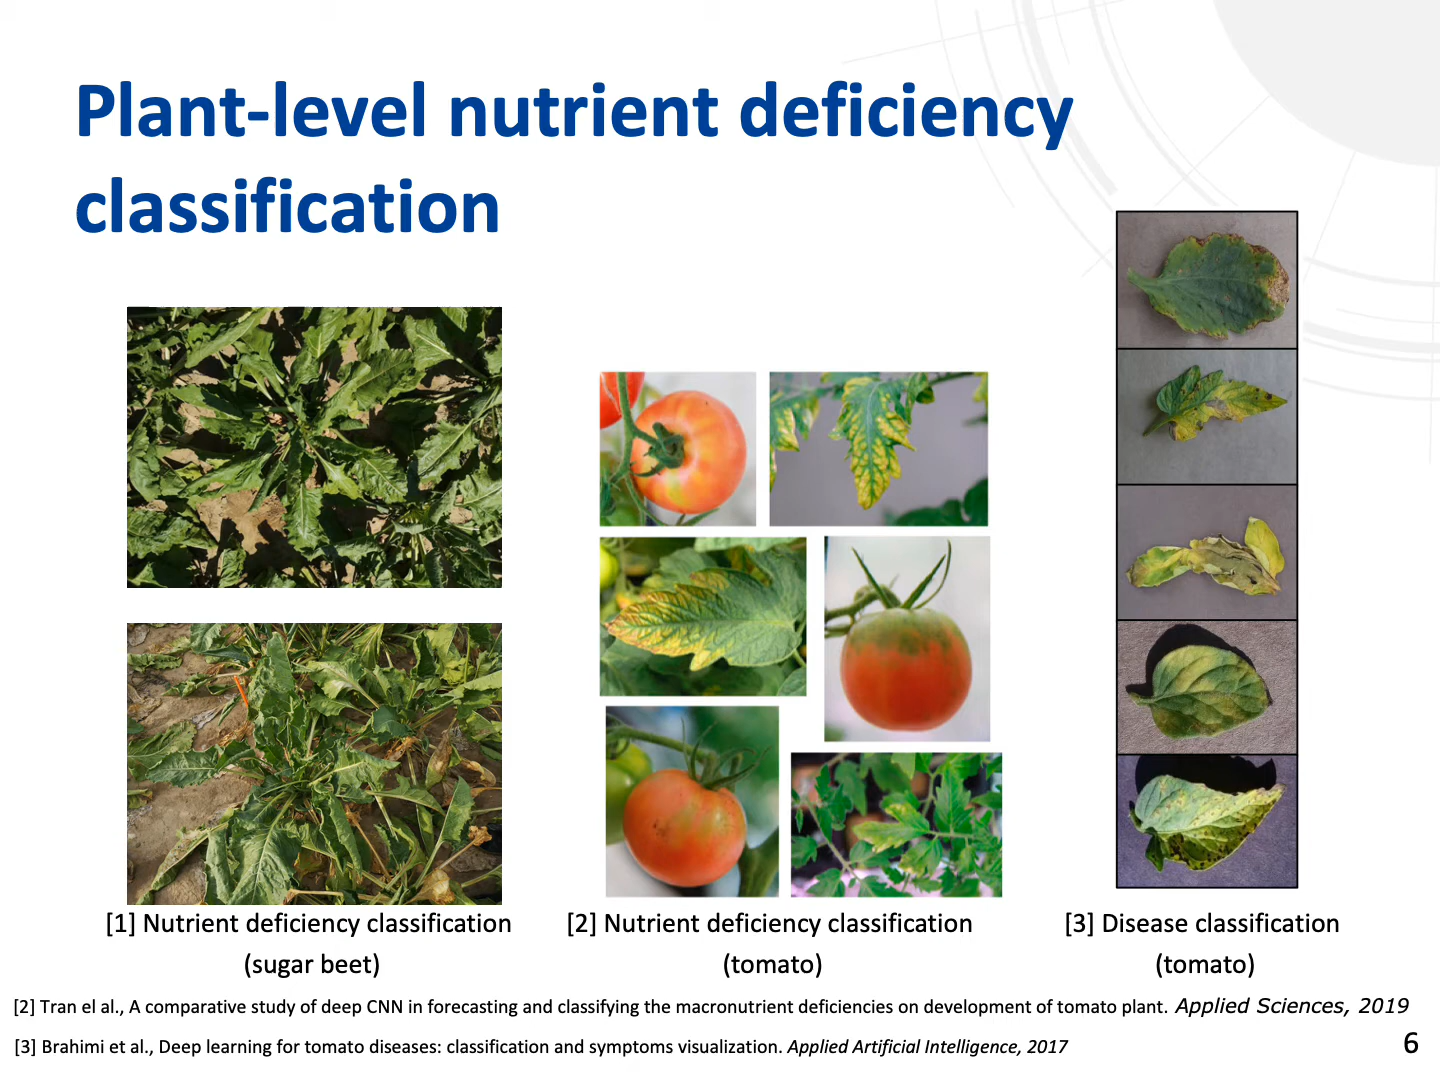 Plant-level nutrient deficiency
classification
[1] Nutrient deficiency classification
(sugar beet)
[2] Nutrient deficiency classification
(tomato)
[3] Disease classification
(tomato)
[2] Tran el al., A comparative study of deep CNN in forecasting and classifying the macronutrient deficiencies on development of tomato plant. Applied Sciences, 2019
[3] Brahimi et al., Deep learning for tomato diseases: classification and symptoms visualization. Applied Artificial Intelligence, 2017
6